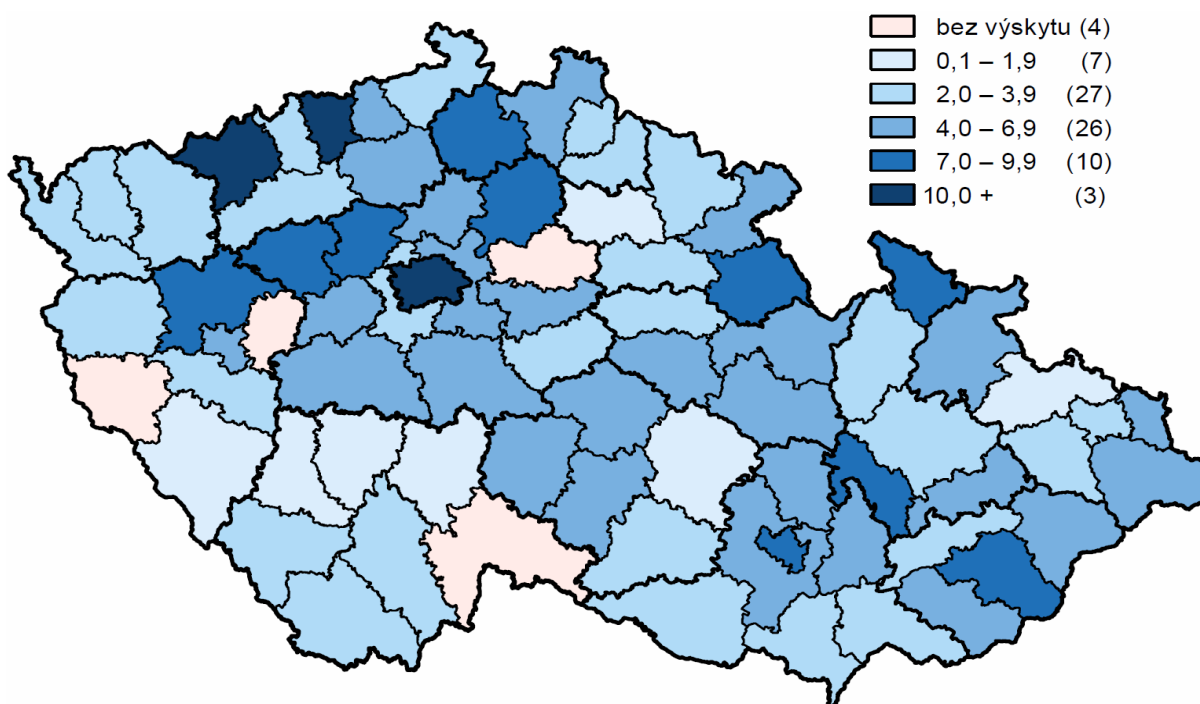 bez výskytu (4)
0,1 – 1,9 (7)
2,0 – 3,9 (27)
4,0 – 6,9 (26)
7,0 – 9,9 (10)
10,0 + (3)